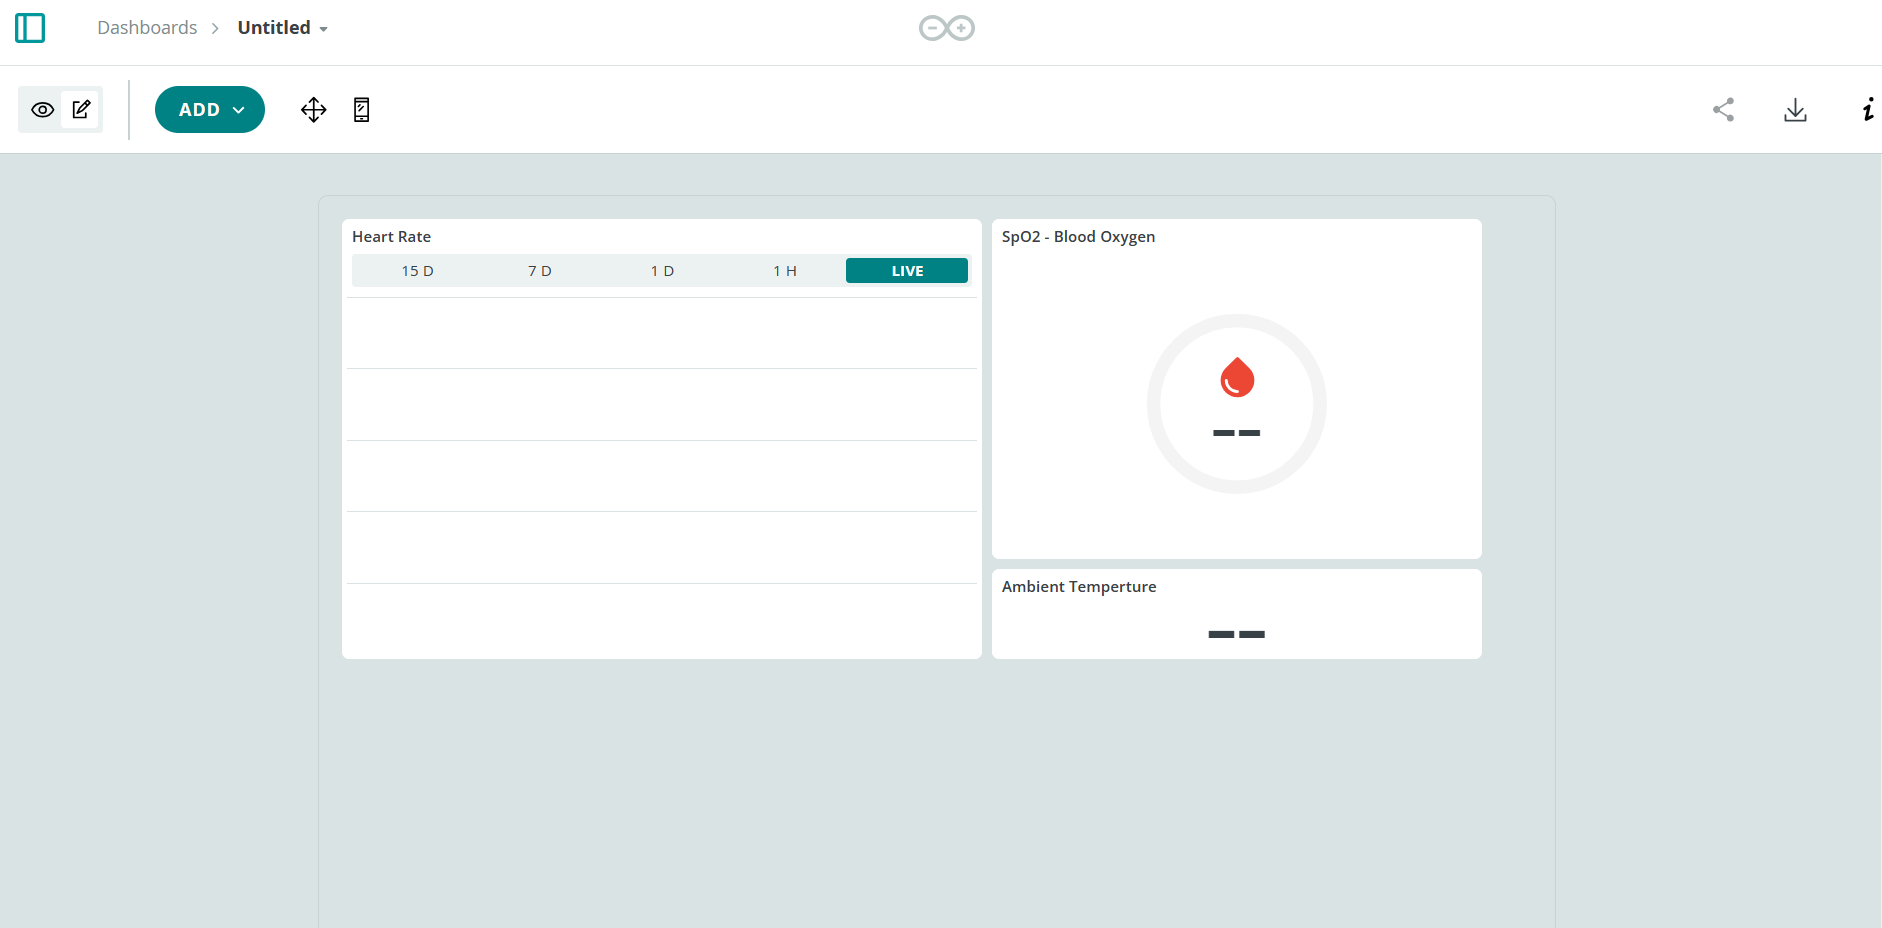 Dashboards > Untitled
ADD
Heart Rate
15 D 7 D 1 D 1 H LIVE
SpO2 - Blood Oxygen
Ambient Temperture